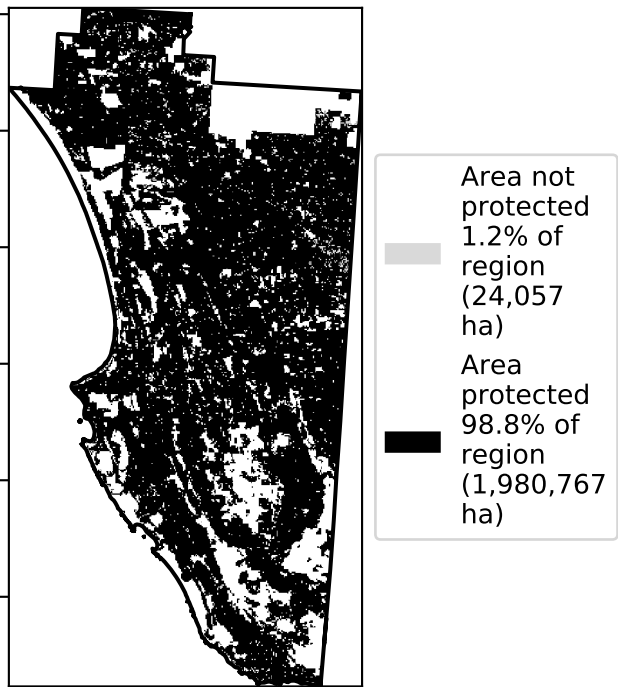 Area not
protected
1.2% of
region
(24,057
ha)
Area
protected
98.8% of
region
(1,980,767
ha)